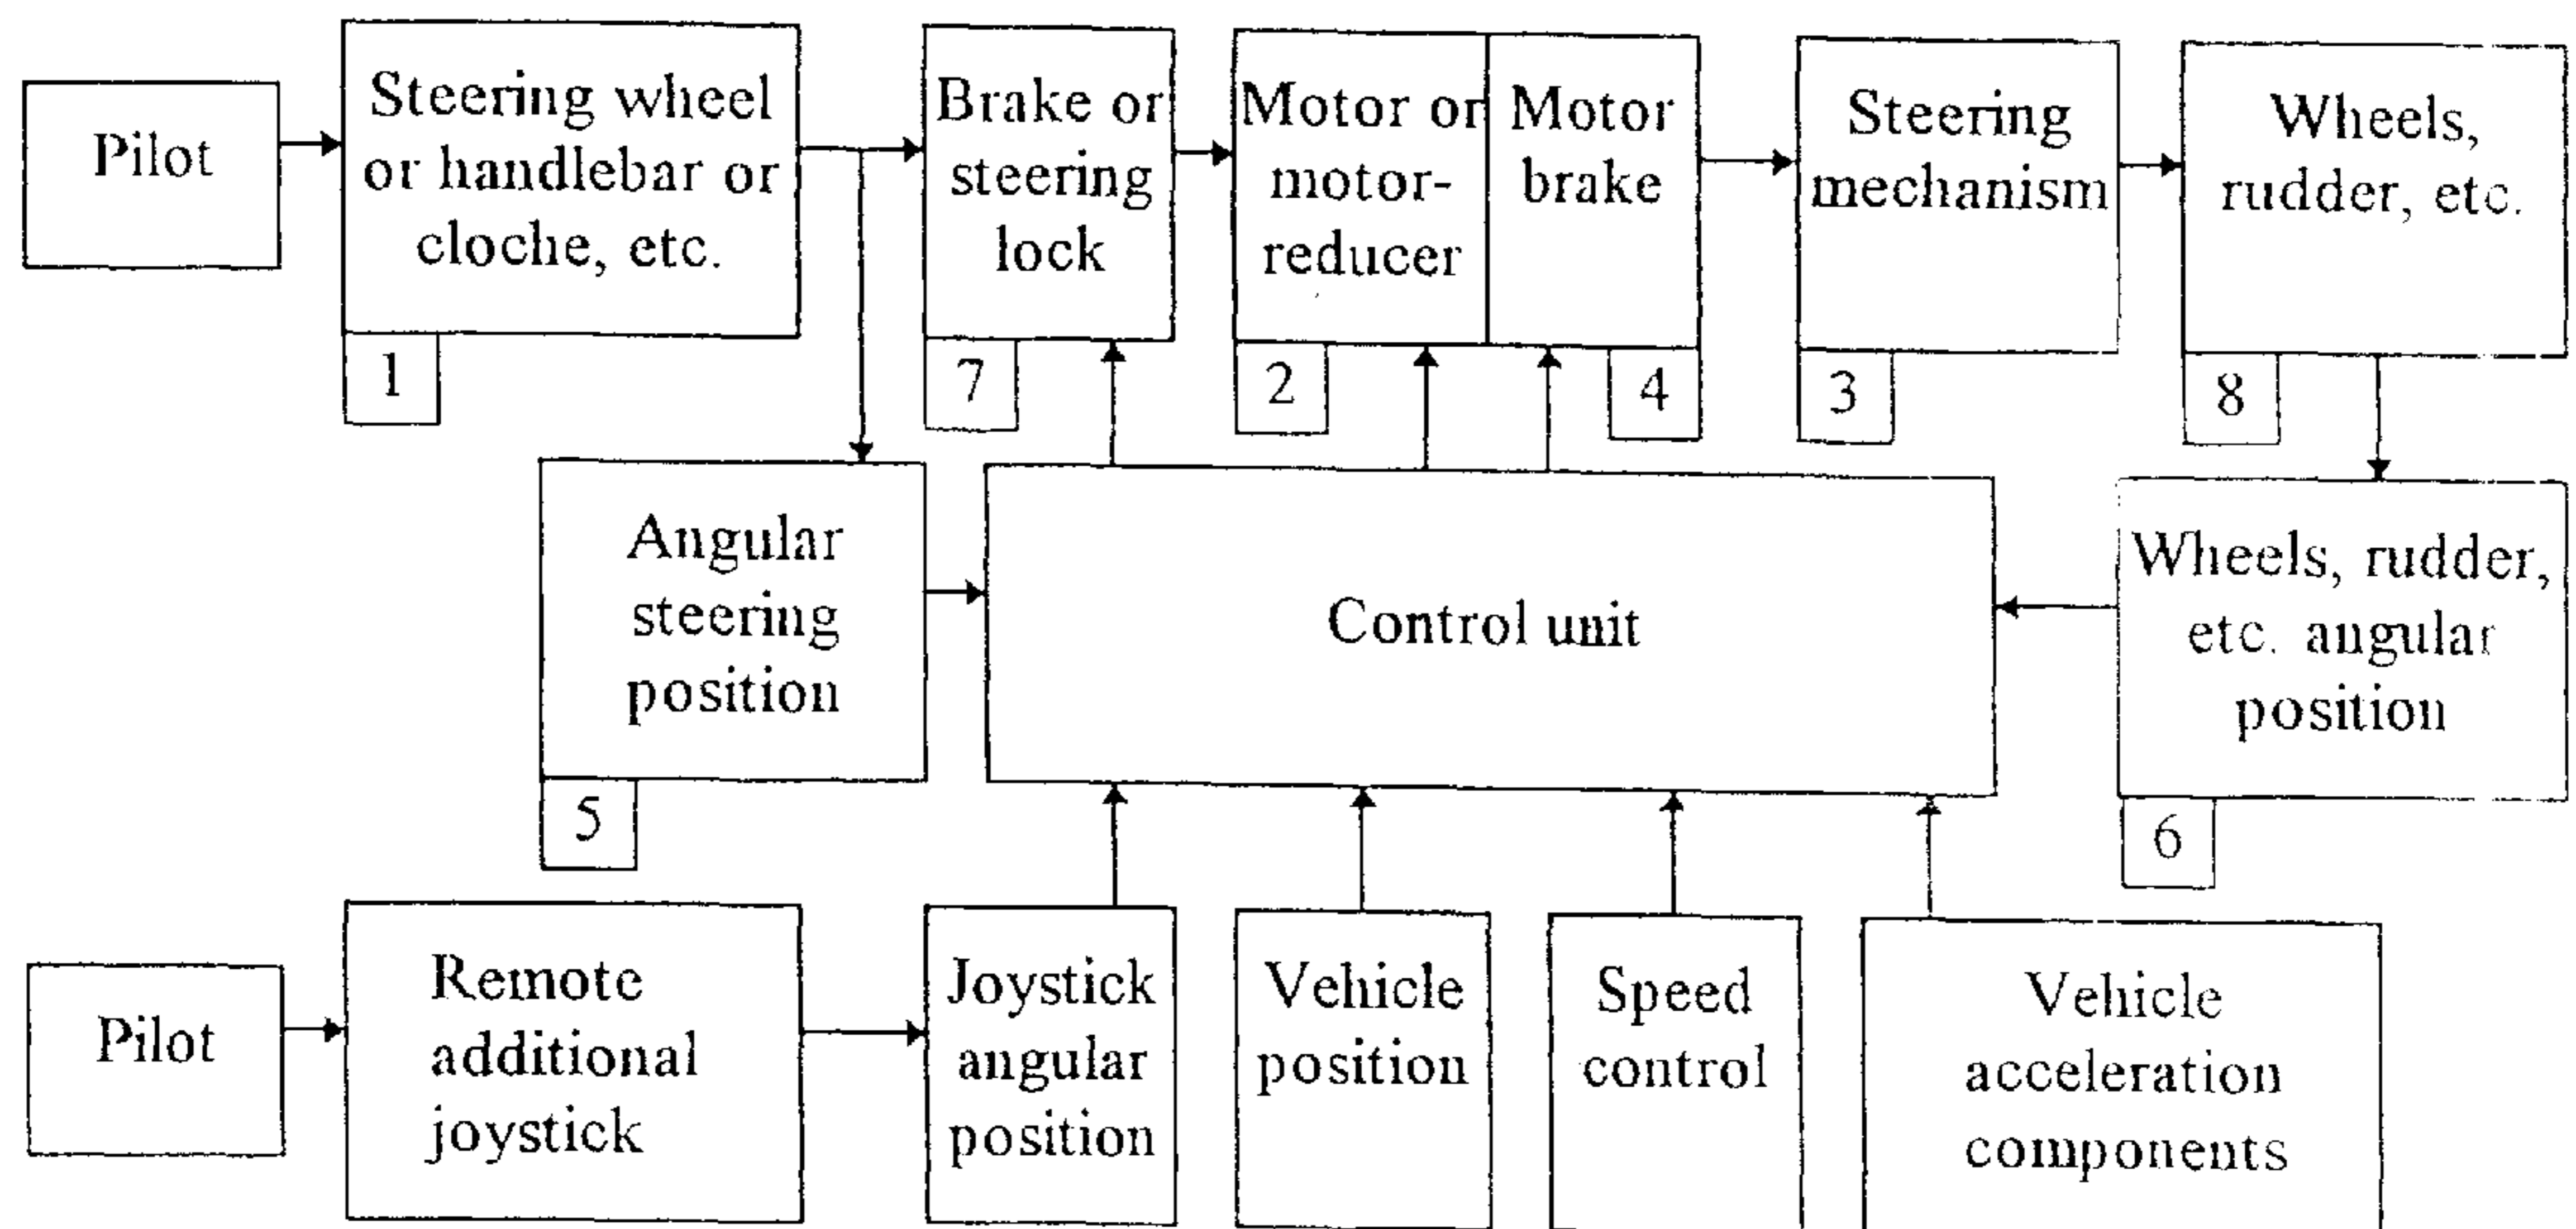 Pilot
Steering wheel
or handlebar or
cloche, etc.
1
Brake or
steering
lock
7
Motor or
motor-
reducer
2
Motor
brake
4
Steering
mechanism
3
Wheels,
rudder, etc.
8
Angular
steering
position
5
Control unit
Wheels, rudder,
etc. angular
position
6
Pilot
Remote
additional
joystick
Joystick
angular
position
Vehicle
position
Speed
control
Vehicle
acceleration
components